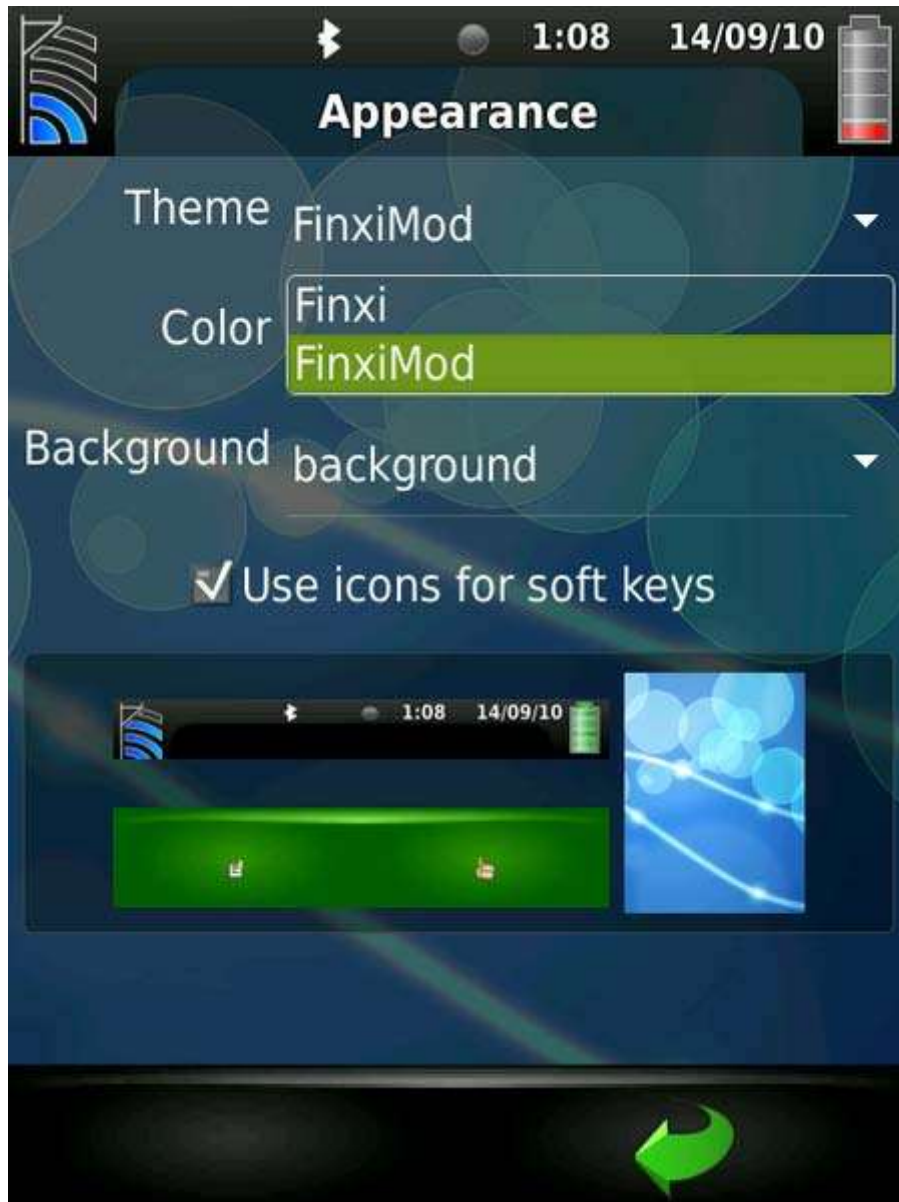 1:08 14/09/10
Appearance
Theme FinxiMod
Color Finxi
FinxiMod
Background background
Use icons for soft keys
1:08 14/09/10